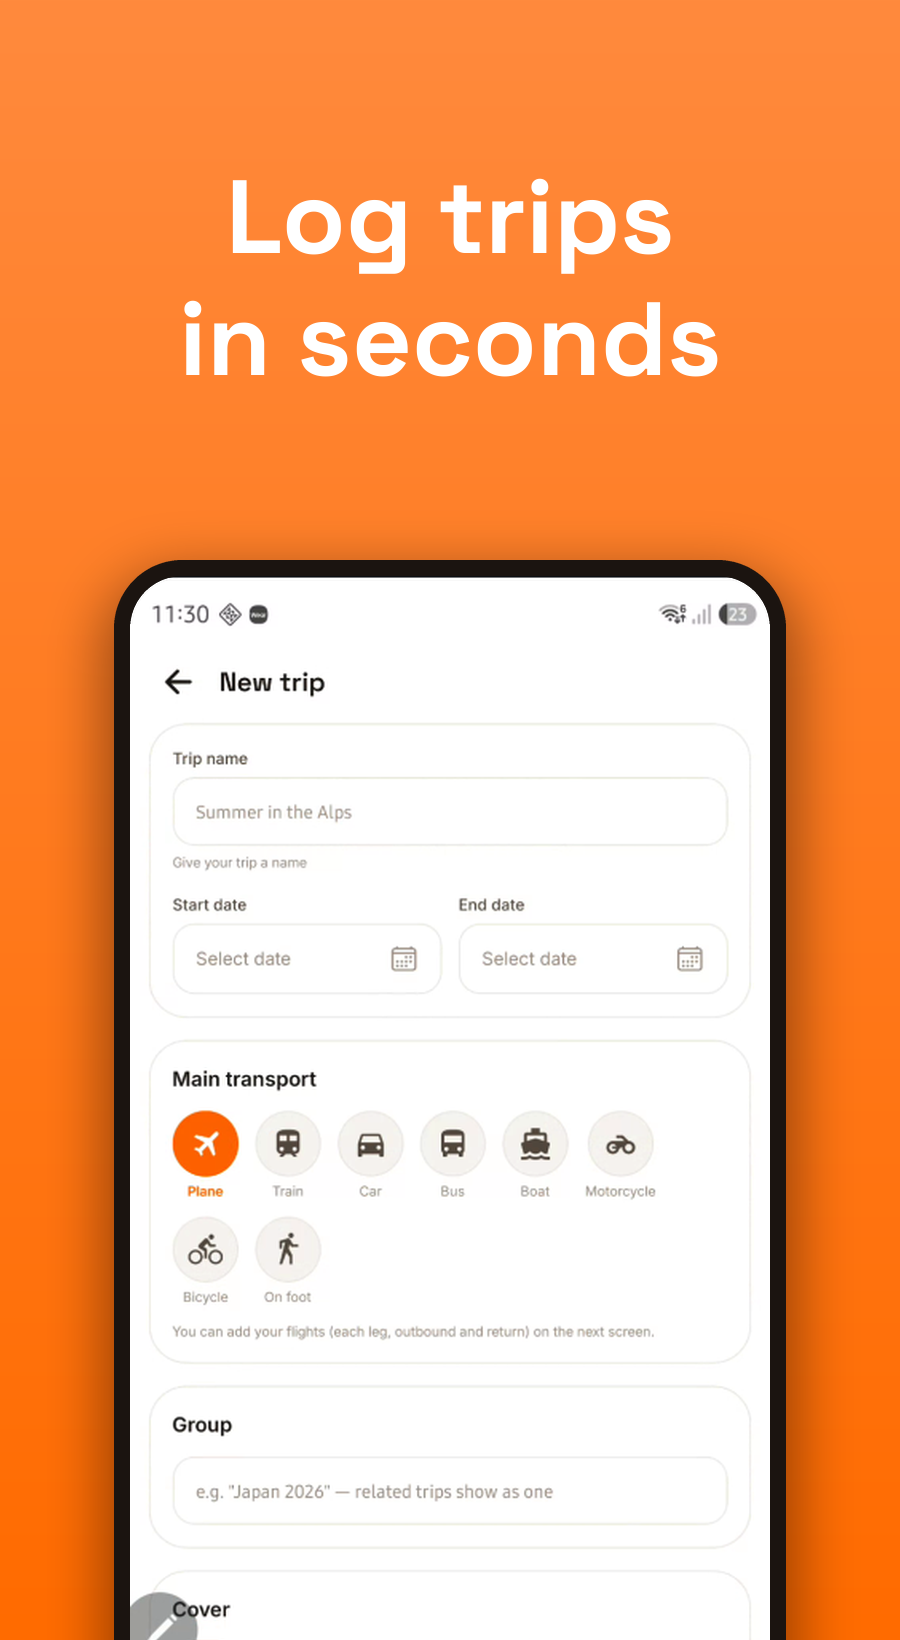 Log trips
in seconds
11:30
6
23
New trip
Trip name
Summer in the Alps
Give your trip a name
Start date
End date
Select date
Select date
Main transport
Plane
Train
Car
Bus
Boat
Motorcycle
Bicycle
On foot
You can add your flights (each leg, outbound and return) on the next screen.
Group
e.g. "Japan 2026" — related trips show as one
Cover